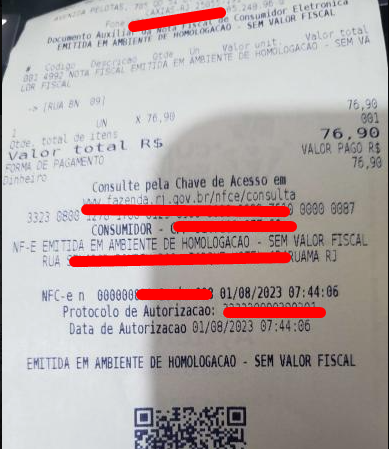 AVENIDA PELOTAS,
Fone
Documento Auxiliar da Nota Fiscal de Consumidor Eletronica
EMITIDA EM AMBIENTE DE HOMOLOGACAO - SEM VALOR FISCAL
# Codigo Descricao Qtde Un Valor unit. Valor total
001 4992 NOTA FISCAL EMITIDA EM AMBIENTE DE HOMOLOGACAO - SEM VA
LOR FISCAL
-> [RUA BN 09]
1 UN X 76,90 76,90
Qtde. total de itens 001
Valor total R$ 76,90
FORMA DE PAGAMENTO VALOR PAGO R$
Dinheiro 76,90
Consulte pela Chave de Acesso em
www.fazenda.rj.gov.br/nfce/consulta
3323 0000 0087
CONSUMIDOR -
NF-E EMITIDA EM AMBIENTE DE HOMOLOGACAO - SEM VALOR FISCAL
RUA RUAMA RJ
NFC-e n 0000008 01/08/2023 07:44:06
Protocolo de Autorizacao:
Data de Autorizacao 01/08/2023 07:44:06
EMITIDA EM AMBIENTE DE HOMOLOGACAO - SEM VALOR FISCAL